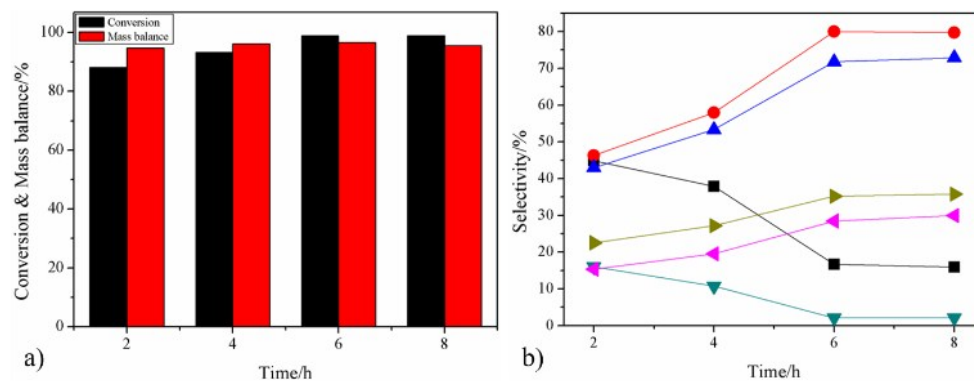 Conversion
Mass balance
Conversion & Mass balance/%
100
80
60
40
20
0
2 4 6 8
Time/h
a)
Selectivity/%
80
70
60
50
40
30
20
10
0
2 4 6 8
Time/h
b)